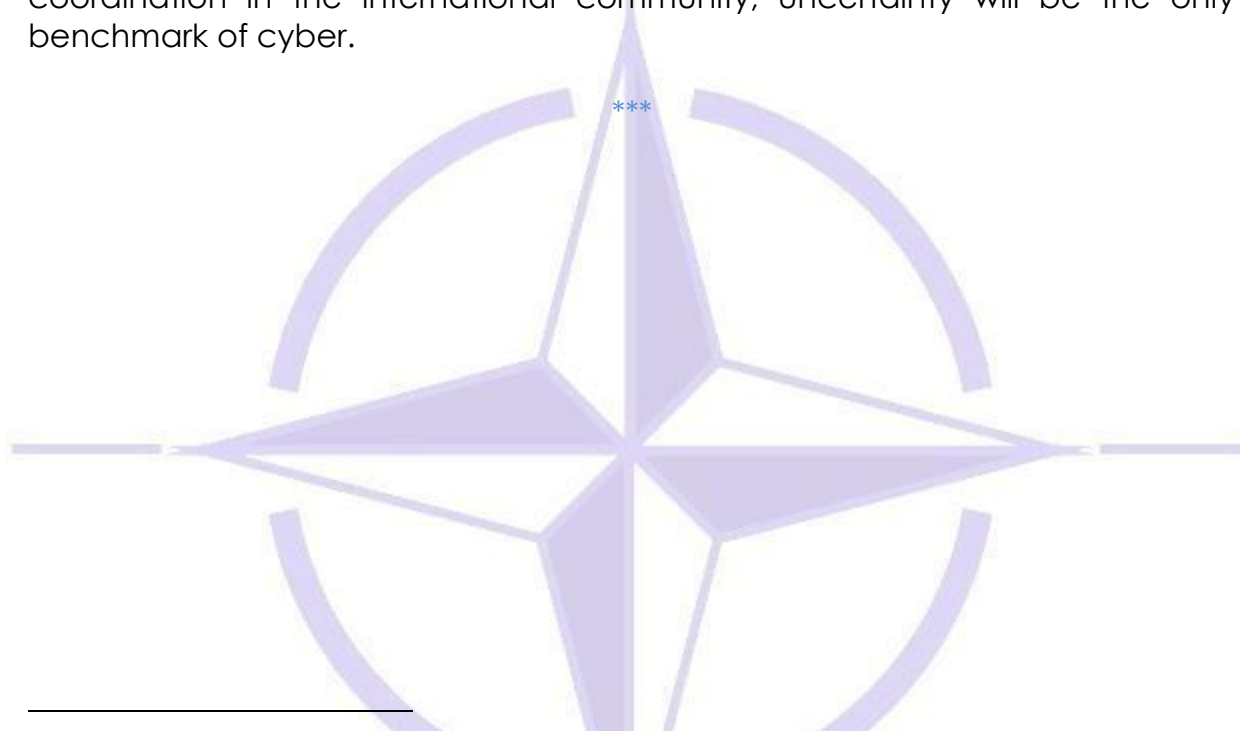 coordination in the international community, uncertainty will be the only
benchmark of cyber.
***